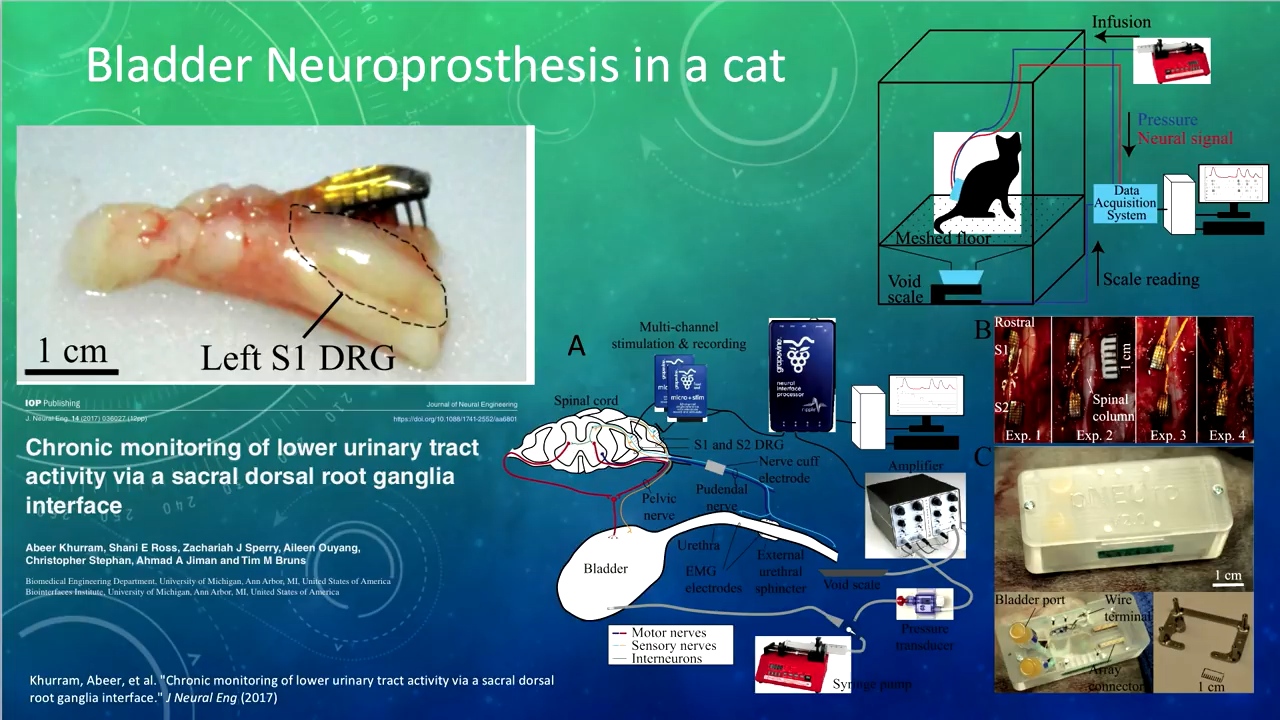 Bladder Neuroprosthesis in a cat
1 cm
Left S1 DRG
IOP Publishing
Journal of Neural Engineering
J. Neural Eng. 14 (2017) 036027 (12pp)
https://doi.org/10.1088/1741-2552/aa6801
Chronic monitoring of lower urinary tract
activity via a sacral dorsal root ganglia
interface
Abeer Khurram, Shani E Ross, Zachariah J Sperry, Aileen Ouyang,
Christopher Stephan, Ahmad A Jiman and Tim M Bruns
Biomedical Engineering Department, University of Michigan, Ann Arbor, MI, United States of America
Biointerfaces Institute, University of Michigan, Ann Arbor, MI, United States of America
Khurram, Abeer, et al. "Chronic monitoring of lower urinary tract activity via a sacral dorsal
root ganglia interface." J Neural Eng (2017)
Infusion
Pressure
Neural signal
Data
Acquisition
System
Meshed floor
Void
scale
Scale reading
A
Multi-channel
stimulation & recording
grapevine
micro+stim
grapevine
neural
interface
processor
ripple
Spinal cord
S1 and S2 DRG
Nerve cuff
electrode
Amplifier
Pelvic
nerve
Pudendal
nerve
Urethra
EMG
electrodes
External
urethral
sphincter
Bladder
Void scale
Pressure
transducer
Syringe pump
Motor nerves
Sensory nerves
Interneurons
B
Rostral
S1
S2
1 cm
Spinal
column
Exp. 1
Exp. 2
Exp. 3
Exp. 4
C
1 cm
Bladder port
Wire
terminal
Array
connector
1 cm